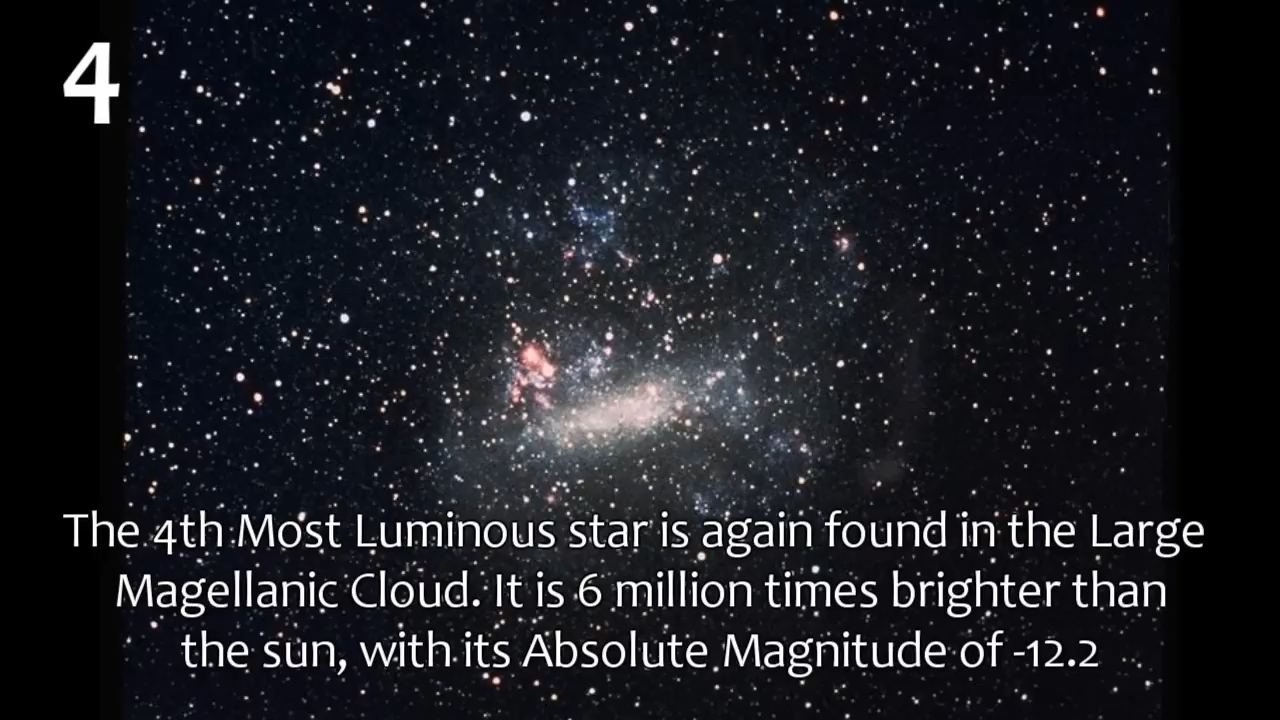 4
The 4th Most Luminous star is again found in the Large
Magellanic Cloud. It is 6 million times brighter than
the sun, with its Absolute Magnitude of -12.2